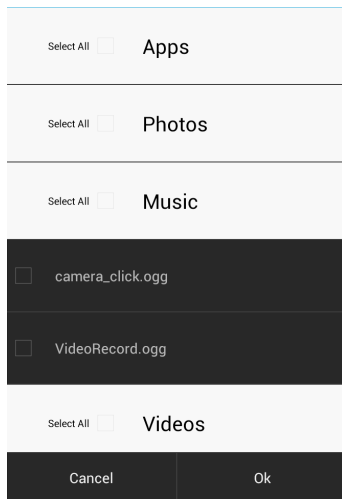 Select All Apps
Select All Photos
Select All Music
camera_click.ogg
VideoRecord.ogg
Select All Videos
Cancel Ok